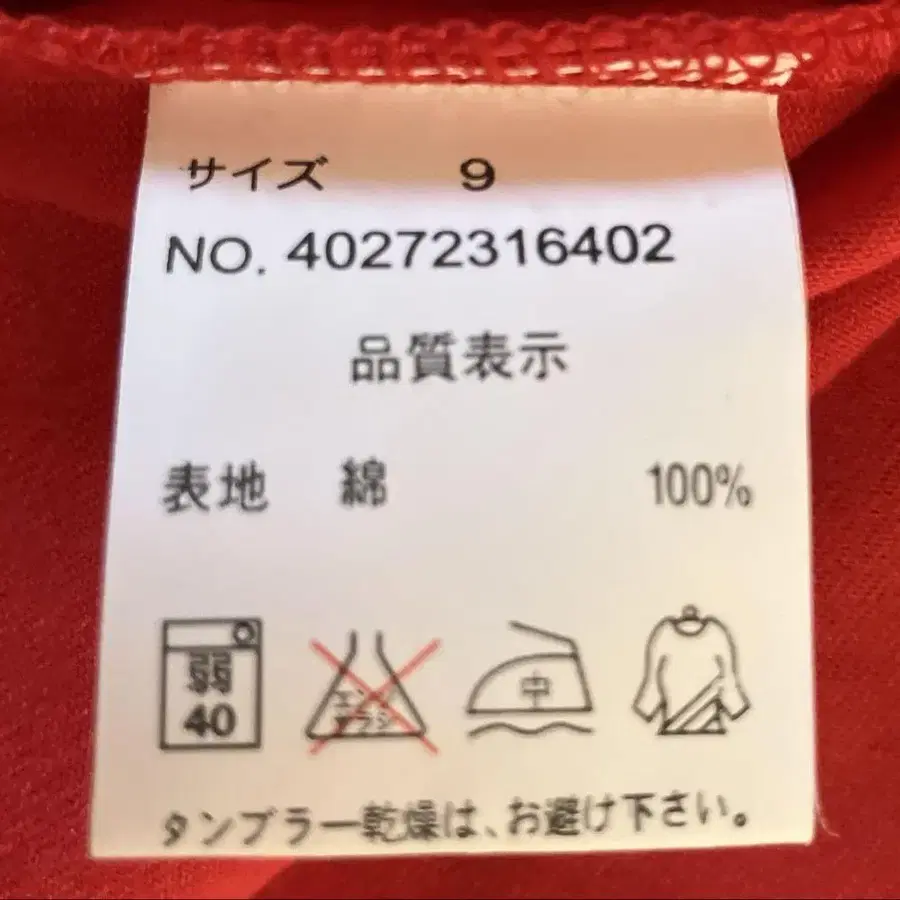 サイズ 9
NO. 40272316402
品質表示
表地 綿 100%
弱
40
エンソ
サラシ
中
タンブラー乾燥は、お避け下さい。